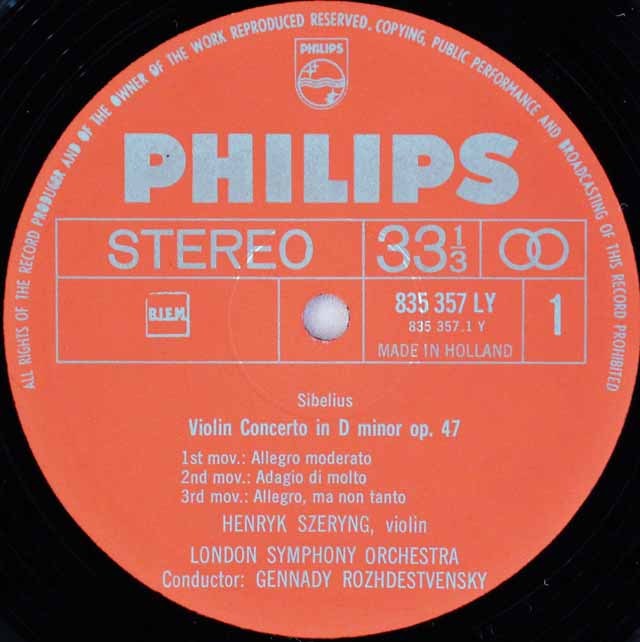 ALL RIGHTS OF THE RECORD PRODUCER AND OF THE OWNER OF THE WORK REPRODUCED RESERVED. COPYING, PUBLIC PERFORMANCE AND BROADCASTING OF THIS RECORD PROHIBITED
PHILIPS
PHILIPS
STEREO 33 1/3
B.I.E.M. 835 357 LY 1
835 357.1 Y
MADE IN HOLLAND
Sibelius
Violin Concerto in D minor op. 47
1st mov.: Allegro moderato
2nd mov.: Adagio di molto
3rd mov.: Allegro, ma non tanto
HENRYK SZERYNG, violin
LONDON SYMPHONY ORCHESTRA
Conductor: GENNADY ROZHDESTVENSKY